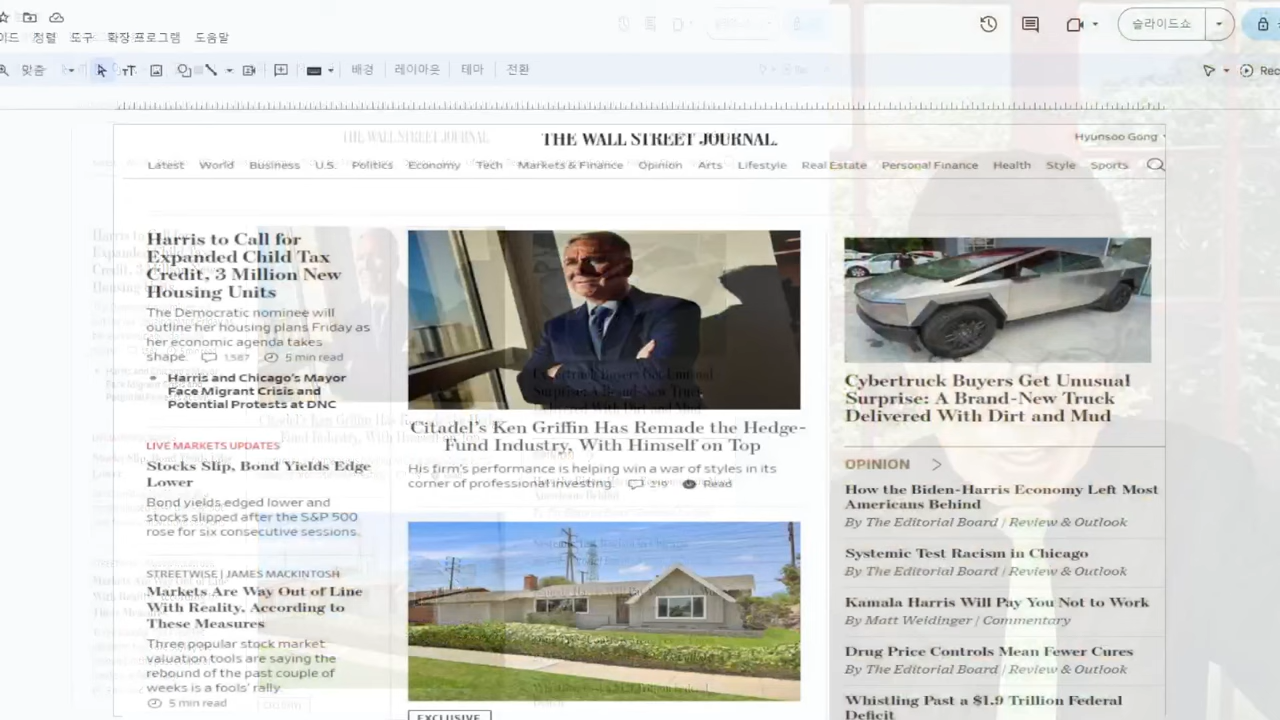 이드 정렬 도구 확장 프로그램 도움말
슬라이드쇼
맞춤 배경 레이아웃 테마 전환
Rec
THE WALL STREET JOURNAL.
Hyunsoo Gong
Latest World Business U.S. Politics Economy Tech Markets & Finance Opinion Arts Lifestyle Real Estate Personal Finance Health Style Sports
Harris to Call for
Expanded Child Tax
Credit, 3 Million New
Housing Units
The Democratic nominee will
outline her housing plans Friday as
her economic agenda takes
shape. 1,587 5 min read
Harris and Chicago's Mayor
Face Migrant Crisis and
Potential Protests at DNC
LIVE MARKETS UPDATES
Stocks Slip, Bond Yields Edge
Lower
Bond yields edged lower and
stocks slipped after the S&P 500
rose for six consecutive sessions.
STREETWISE | JAMES MACKINTOSH
Markets Are Way Out of Line
With Reality, According to
These Measures
Three popular stock market
valuation tools are saying the
rebound of the past couple of
weeks is a fools' rally.
5 min read
Citadel's Ken Griffin Has Remade the Hedge-
Fund Industry, With Himself on Top
His firm's performance is helping win a war of styles in its
corner of professional investing. 219 Read
EXCLUSIVE
Cybertruck Buyers Get Unusual
Surprise: A Brand-New Truck
Delivered With Dirt and Mud
OPINION
How the Biden-Harris Economy Left Most
Americans Behind
By The Editorial Board | Review & Outlook
Systemic Test Racism in Chicago
By The Editorial Board | Review & Outlook
Kamala Harris Will Pay You Not to Work
By Matt Weidinger | Commentary
Drug Price Controls Mean Fewer Cures
By The Editorial Board | Review & Outlook
Whistling Past a $1.9 Trillion Federal
Deficit